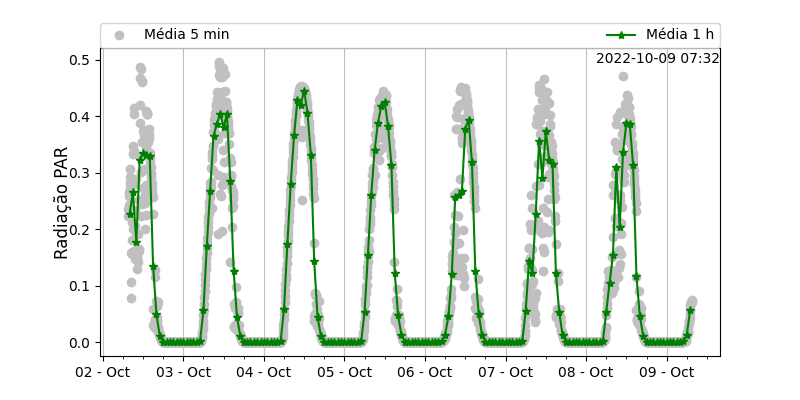 Média 5 min
Média 1 h
2022-10-09 07:32
Radiação PAR
0.5
0.4
0.3
0.2
0.1
0.0
02 - Oct
03 - Oct
04 - Oct
05 - Oct
06 - Oct
07 - Oct
08 - Oct
09 - Oct